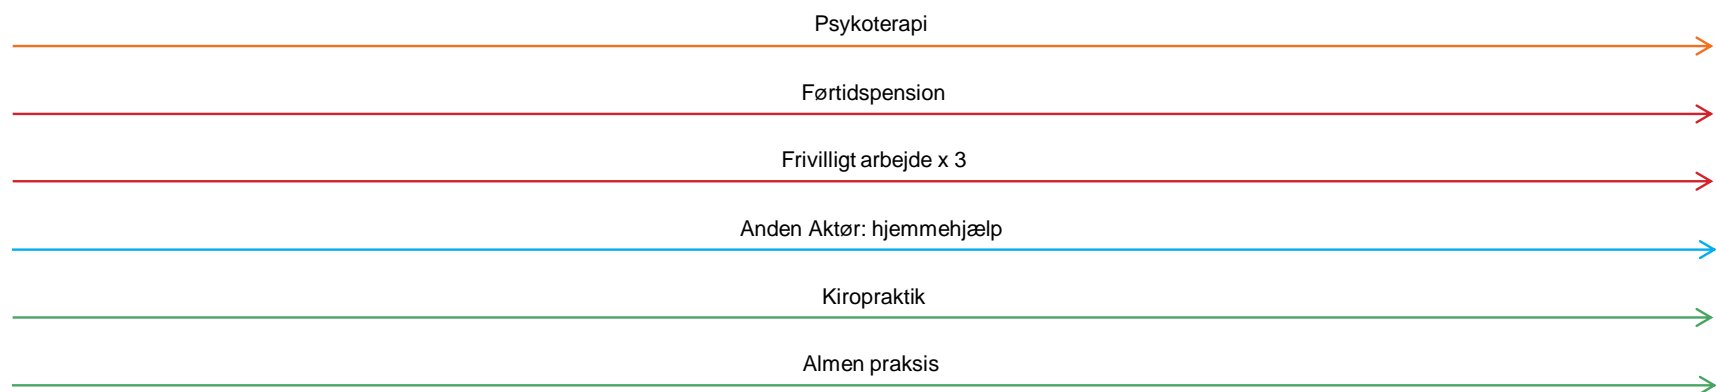 Psykoterapi
Førtidspension
Frivilligt arbejde x 3
Anden Aktør: hjemmehjælp
Kiropraktik
Almen praksis